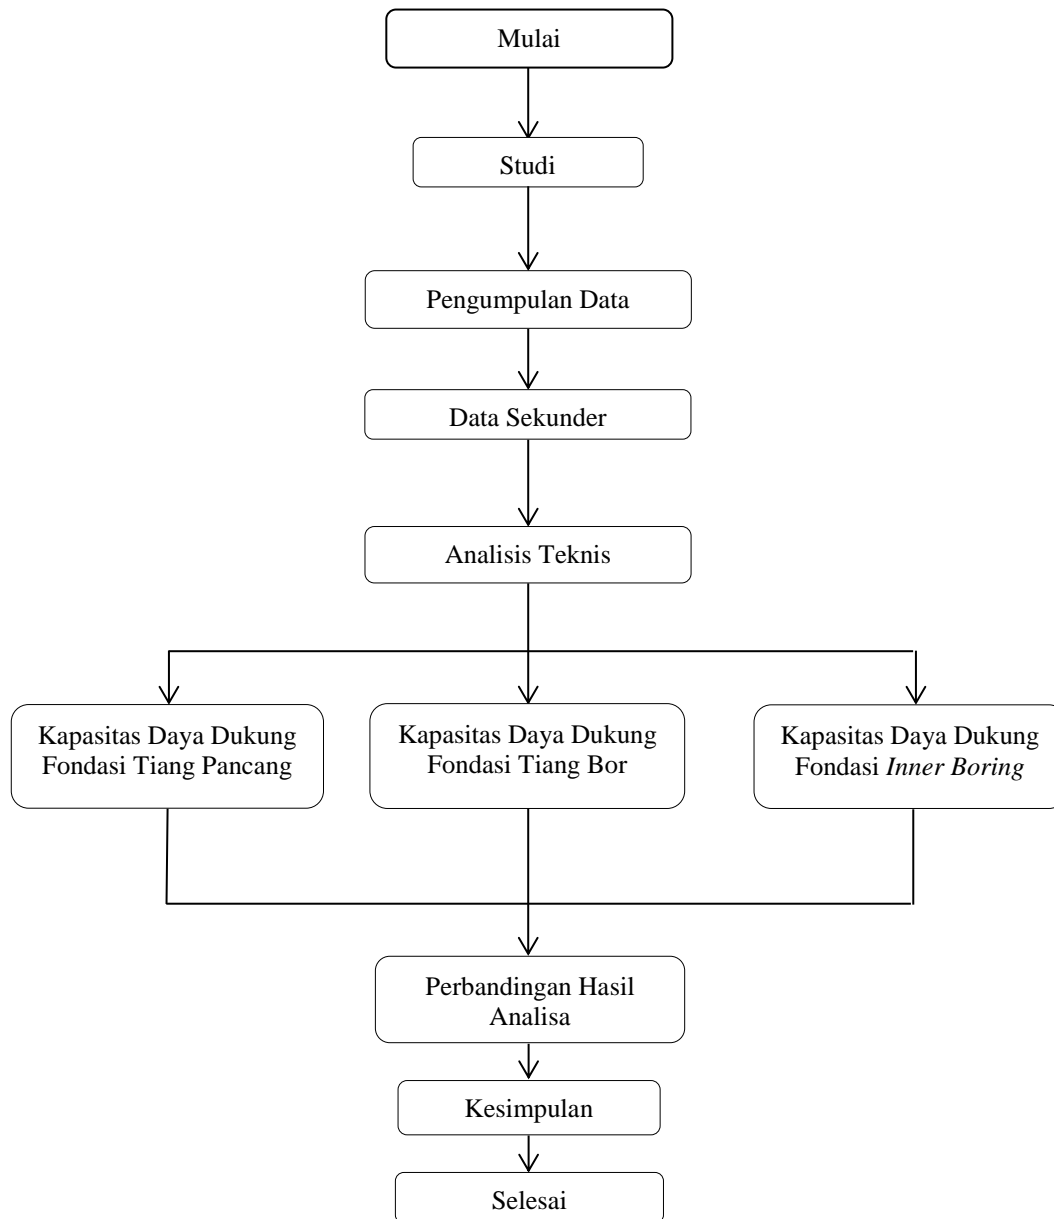 Mulai
Studi
Pengumpulan Data
Data Sekunder
Analisis Teknis
Kapasitas Daya Dukung
Fondasi Tiang Pancang
Kapasitas Daya Dukung
Fondasi Tiang Bor
Kapasitas Daya Dukung
Fondasi Inner Boring
Perbandingan Hasil
Analisa
Kesimpulan
Selesai